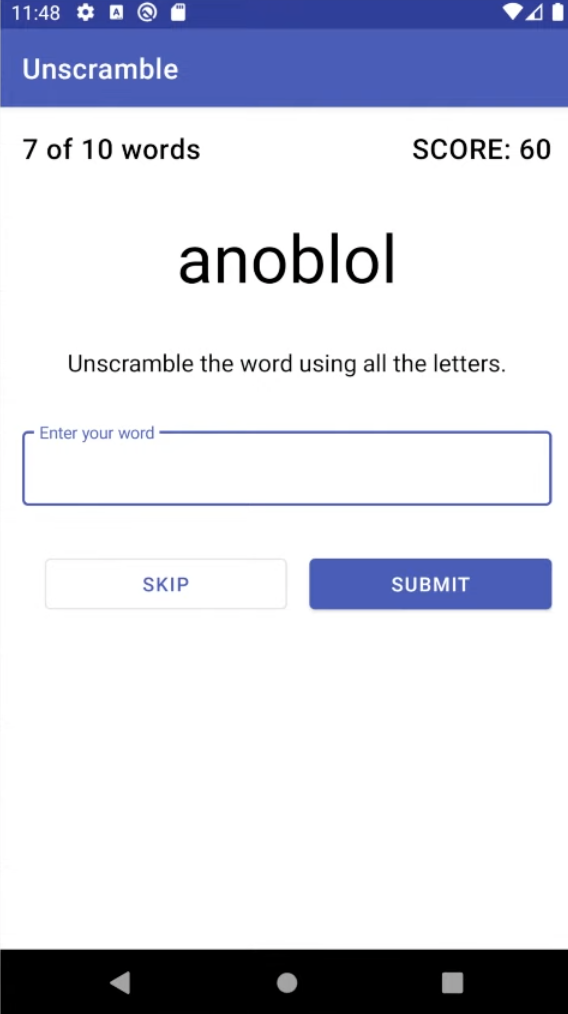 11:48
Unscramble
7 of 10 words SCORE: 60
anoblol
Unscramble the word using all the letters.
Enter your word
SKIP SUBMIT